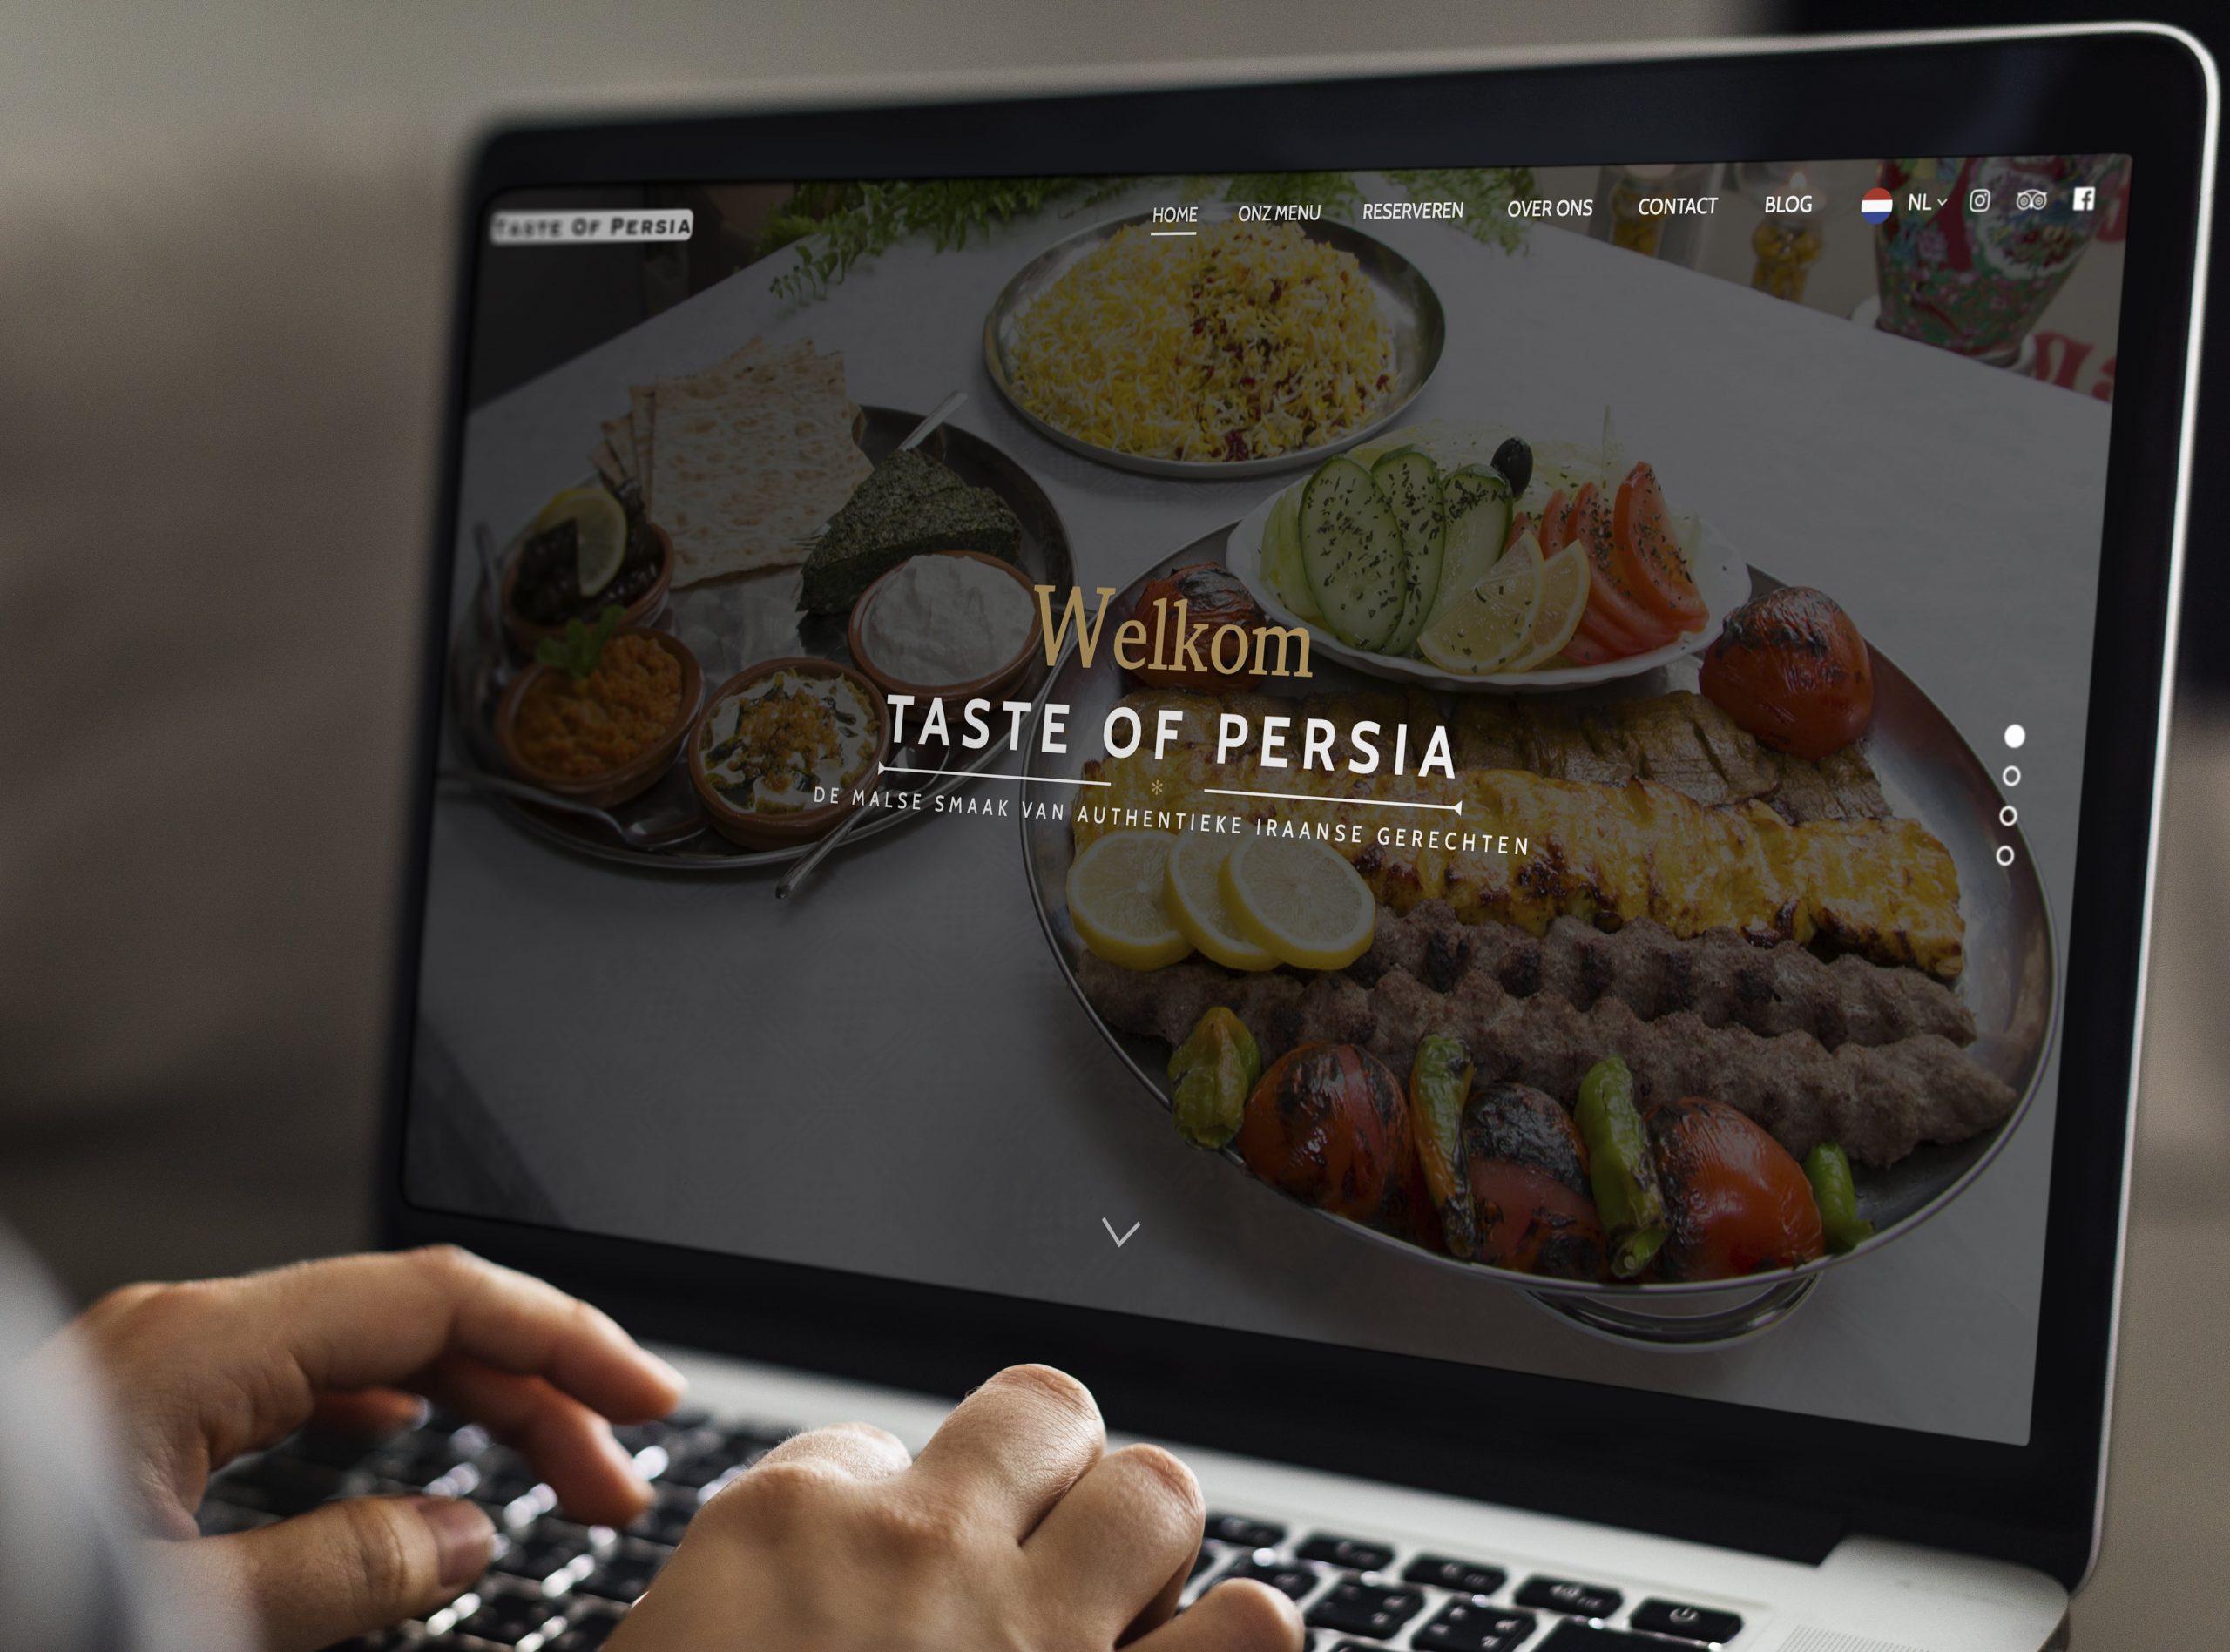 TASTE OF PERSIA
HOME ONZ MENU RESERVEREN OVER ONS CONTACT BLOG NL
Welkom
TASTE OF PERSIA
DE MALSE SMAAK VAN AUTHENTIEKE IRAANSE GERECHTEN